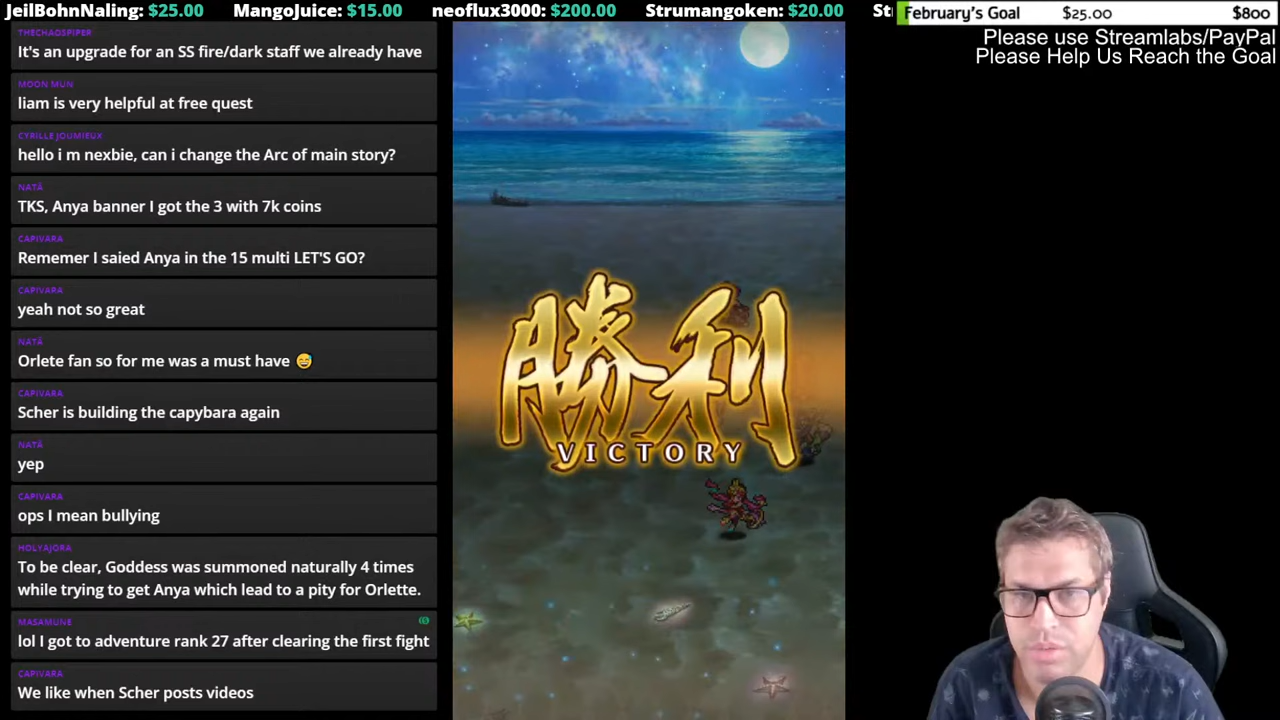 JeilBohnNaling: $25.00 MangoJuice: $15.00 neoflux3000: $200.00 Strumangoken: $20.00 St
February's Goal $25.00 $800
Please use Streamlabs/PayPal
Please Help Us Reach the Goal
THECHADSPIPER
It's an upgrade for an SS fire/dark staff we already have
MOON MUN
liam is very helpful at free quest
CYRILLE JOUMIEUX
hello i m nexbie, can i change the Arc of main story?
NATÃ
TKS, Anya banner I got the 3 with 7k coins
CAPIVARA
Rememer I saied Anya in the 15 multi LET'S GO?
CAPIVARA
yeah not so great
NATÃ
Orlete fan so for me was a must have 😅
CAPIVARA
Scher is building the capybara again
NATÃ
yep
CAPIVARA
ops I mean bullying
HOLYAJORA
To be clear, Goddess was summoned naturally 4 times
while trying to get Anya which lead to a pity for Orlette.
MASAMUNE
lol I got to adventure rank 27 after clearing the first fight
CAPIVARA
We like when Scher posts videos
勝利
VICTORY